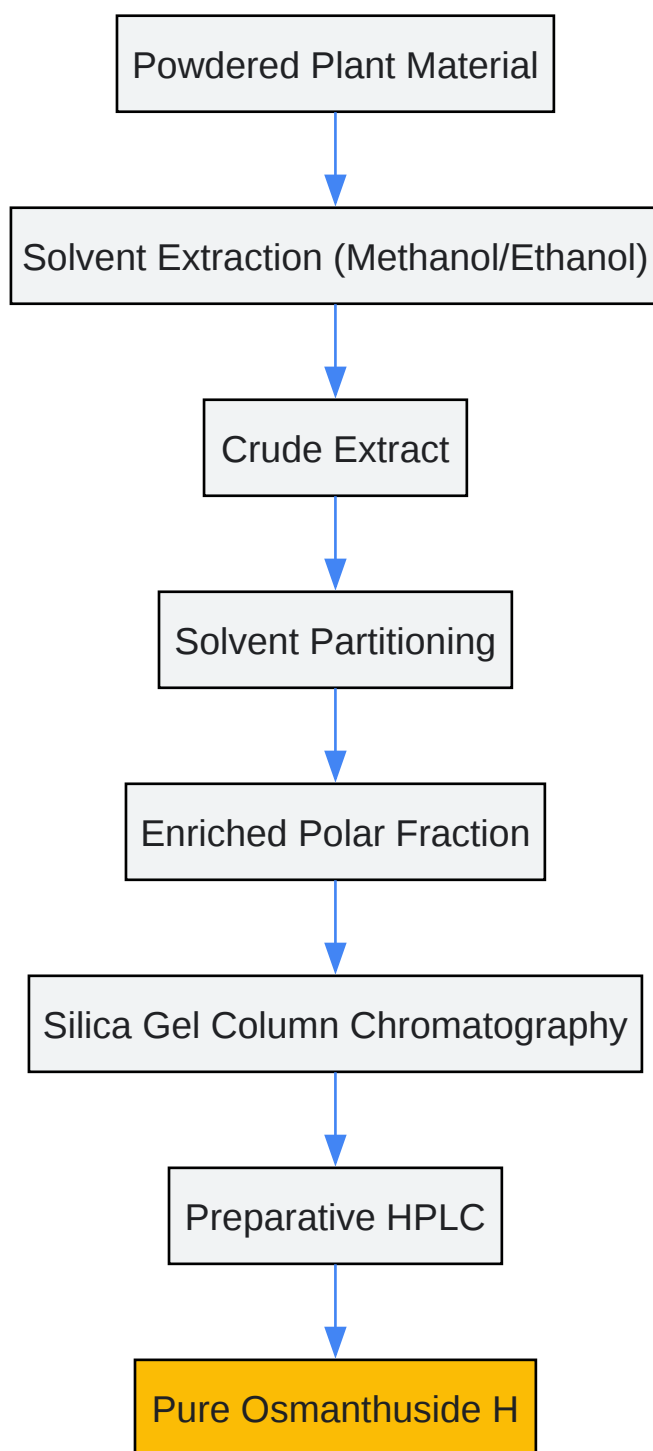 Powdered Plant Material
Solvent Extraction (Methanol/Ethanol)
Crude Extract
Solvent Partitioning
Enriched Polar Fraction
Silica Gel Column Chromatography
Preparative HPLC
Pure Osmanthuside H